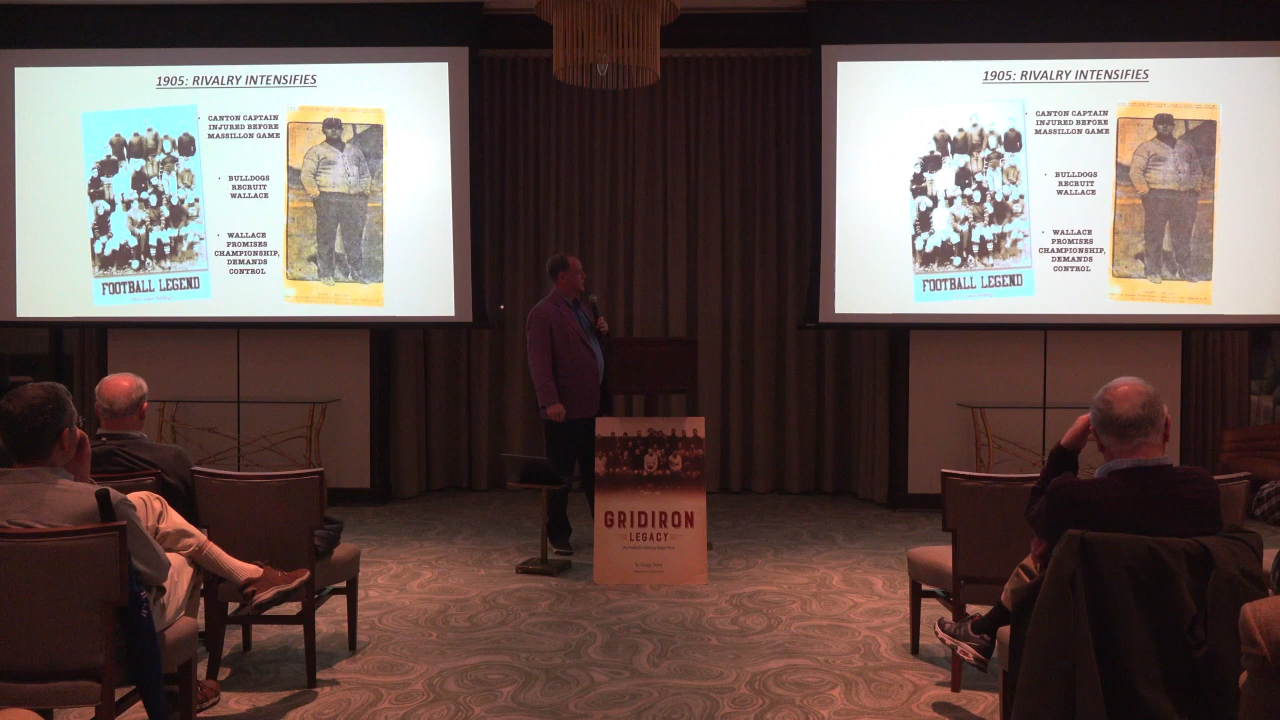 1905: RIVALRY INTENSIFIES
• CANTON CAPTAIN
INJURED BEFORE
MASSILLON GAME
• BULLDOGS
RECRUIT
WALLACE
• WALLACE
PROMISES
CHAMPIONSHIP,
DEMANDS
CONTROL
FOOTBALL LEGEND
1905: RIVALRY INTENSIFIES
• CANTON CAPTAIN
INJURED BEFORE
MASSILLON GAME
• BULLDOGS
RECRUIT
WALLACE
• WALLACE
PROMISES
CHAMPIONSHIP,
DEMANDS
CONTROL
FOOTBALL LEGEND
GRIDIRON
LEGACY